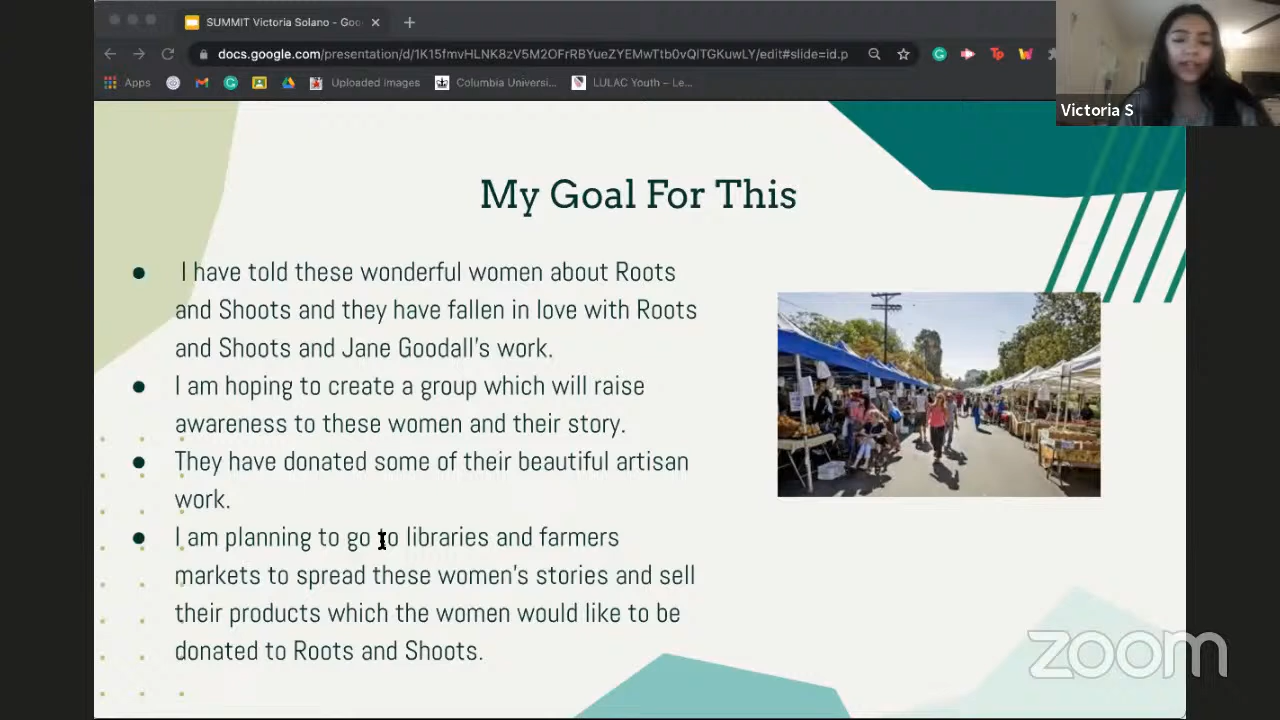 SUMMIT Victoria Solano - Goo
docs.google.com/presentation/d/1K15fmvHLNK8zV5M2OFrRBYueZYEMwTtb0vQITGKuwLY/edit#slide=id.p
Apps
Uploaded images
Columbia Universi...
LULAC Youth – Le...
Victoria S
My Goal For This
● I have told these wonderful women about Roots
and Shoots and they have fallen in love with Roots
and Shoots and Jane Goodall's work.
● I am hoping to create a group which will raise
awareness to these women and their story.
● They have donated some of their beautiful artisan
work.
● I am planning to go to libraries and farmers
markets to spread these women's stories and sell
their products which the women would like to be
donated to Roots and Shoots.
zoom